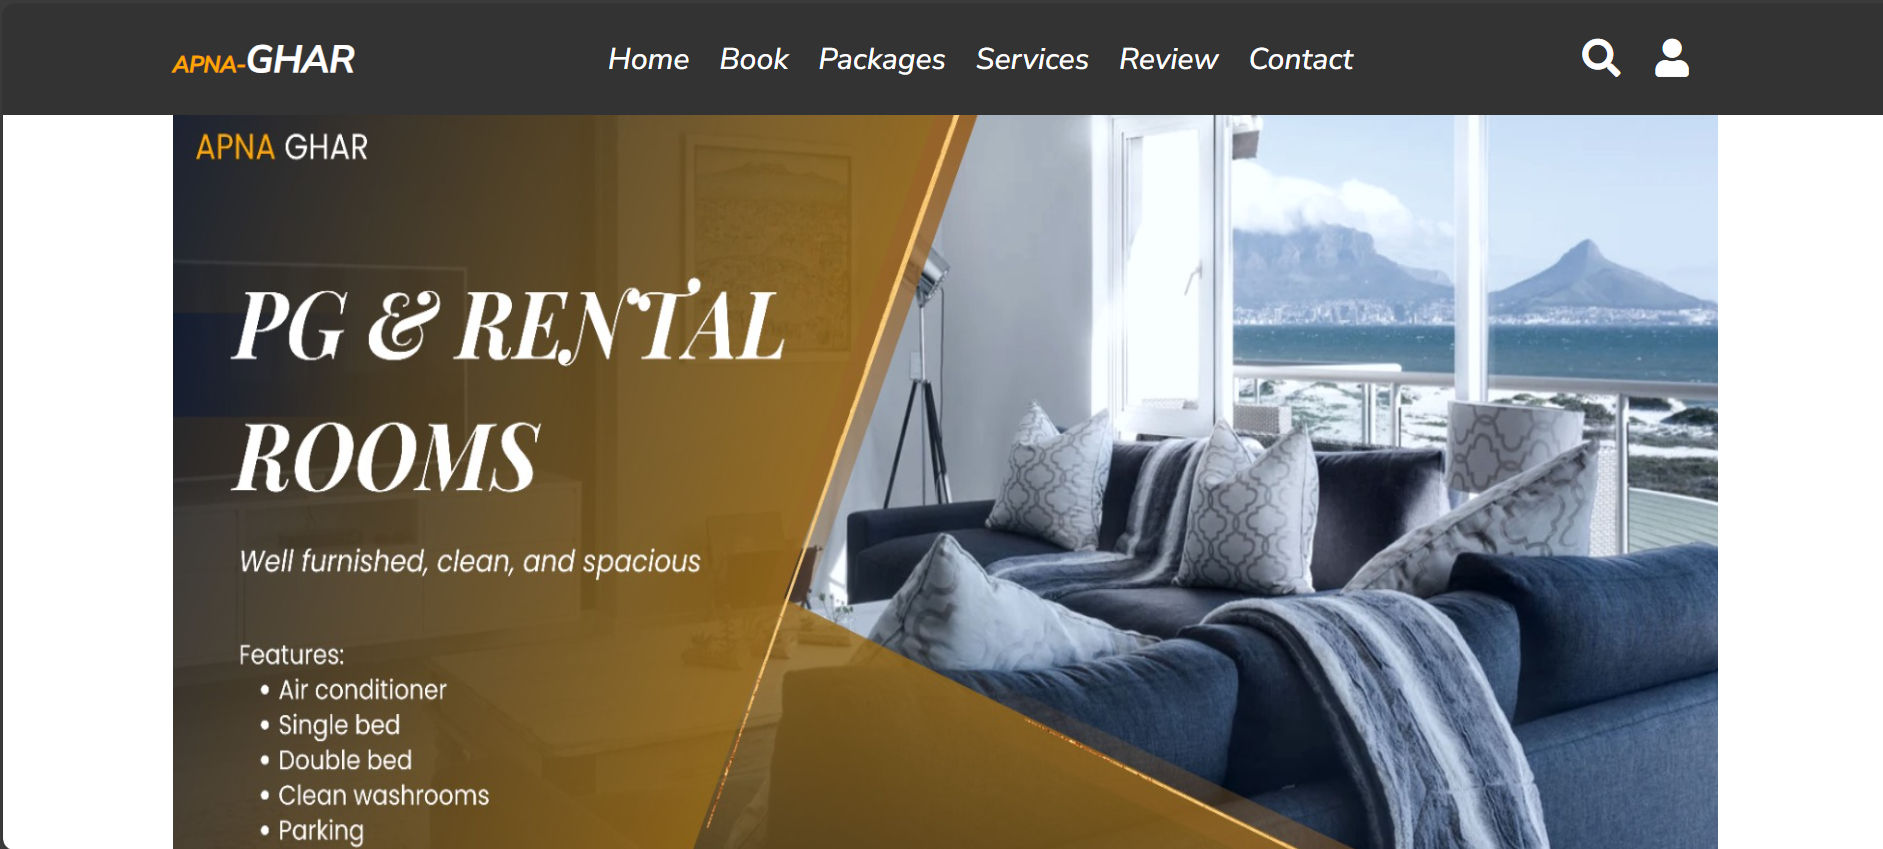 APNA-GHAR
Home Book Packages Services Review Contact
APNA GHAR
PG & RENTAL
ROOMS
Well furnished, clean, and spacious
Features:
• Air conditioner
• Single bed
• Double bed
• Clean washrooms
• Parking